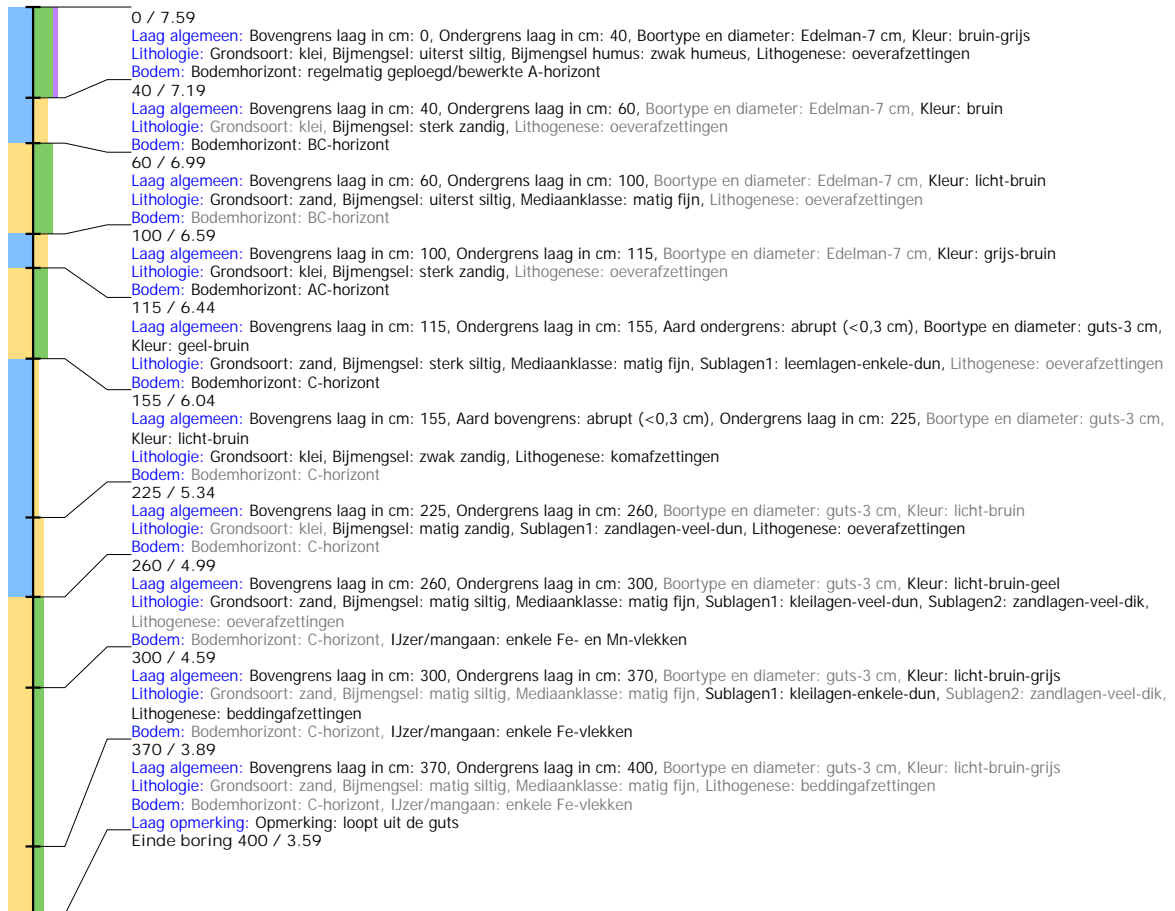 0 / 7.59
Laag algemeen: Bovengrens laag in cm: 0, Ondergrens laag in cm: 40, Boortype en diameter: Edelman-7 cm, Kleur: bruin-grijs
Lithologie: Grondsoort: klei, Bijmengsel: uiterst siltig, Bijmengsel humus: zwak humeus, Lithogenese: oeverafzettingen
Bodem: Bodemhorizont: regelmatig geploegd/bewerkte A-horizont
40 / 7.19
Laag algemeen: Bovengrens laag in cm: 40, Ondergrens laag in cm: 60, Boortype en diameter: Edelman-7 cm, Kleur: bruin
Lithologie: Grondsoort: klei, Bijmengsel: sterk zandig, Lithogenese: oeverafzettingen
Bodem: Bodemhorizont: BC-horizont
60 / 6.99
Laag algemeen: Bovengrens laag in cm: 60, Ondergrens laag in cm: 100, Boortype en diameter: Edelman-7 cm, Kleur: licht-bruin
Lithologie: Grondsoort: zand, Bijmengsel: uiterst siltig, Mediaanklasse: matig fijn, Lithogenese: oeverafzettingen
Bodem: Bodemhorizont: BC-horizont
100 / 6.59
Laag algemeen: Bovengrens laag in cm: 100, Ondergrens laag in cm: 115, Boortype en diameter: Edelman-7 cm, Kleur: grijs-bruin
Lithologie: Grondsoort: klei, Bijmengsel: sterk zandig, Lithogenese: oeverafzettingen
Bodem: Bodemhorizont: AC-horizont
115 / 6.44
Laag algemeen: Bovengrens laag in cm: 115, Ondergrens laag in cm: 155, Aard ondergrens: abrupt (<0,3 cm), Boortype en diameter: guts-3 cm,
Kleur: geel-bruin
Lithologie: Grondsoort: zand, Bijmengsel: sterk siltig, Mediaanklasse: matig fijn, Sublagen1: leemlagen-enkele-dun, Lithogenese: oeverafzettingen
Bodem: Bodemhorizont: C-horizont
155 / 6.04
Laag algemeen: Bovengrens laag in cm: 155, Aard bovengrens: abrupt (<0,3 cm), Ondergrens laag in cm: 225, Boortype en diameter: guts-3 cm,
Kleur: licht-bruin
Lithologie: Grondsoort: klei, Bijmengsel: zwak zandig, Lithogenese: komafzettingen
Bodem: Bodemhorizont: C-horizont
225 / 5.34
Laag algemeen: Bovengrens laag in cm: 225, Ondergrens laag in cm: 260, Boortype en diameter: guts-3 cm, Kleur: licht-bruin
Lithologie: Grondsoort: klei, Bijmengsel: matig zandig, Sublagen1: zandlagen-veel-dun, Lithogenese: oeverafzettingen
Bodem: Bodemhorizont: C-horizont
260 / 4.99
Laag algemeen: Bovengrens laag in cm: 260, Ondergrens laag in cm: 300, Boortype en diameter: guts-3 cm, Kleur: licht-bruin-geel
Lithologie: Grondsoort: zand, Bijmengsel: matig siltig, Mediaanklasse: matig fijn, Sublagen1: kleilagen-veel-dun, Sublagen2: zandlagen-veel-dik,
Lithogenese: oeverafzettingen
Bodem: Bodemhorizont: C-horizont, IJzer/mangaan: enkele Fe- en Mn-vlekken
300 / 4.59
Laag algemeen: Bovengrens laag in cm: 300, Ondergrens laag in cm: 370, Boortype en diameter: guts-3 cm, Kleur: licht-bruin-grijs
Lithologie: Grondsoort: zand, Bijmengsel: matig siltig, Mediaanklasse: matig fijn, Sublagen1: kleilagen-enkele-dun, Sublagen2: zandlagen-veel-dik,
Lithogenese: beddingafzettingen
Bodem: Bodemhorizont: C-horizont, IJzer/mangaan: enkele Fe-vlekken
370 / 3.89
Laag algemeen: Bovengrens laag in cm: 370, Ondergrens laag in cm: 400, Boortype en diameter: guts-3 cm, Kleur: licht-bruin-grijs
Lithologie: Grondsoort: zand, Bijmengsel: matig siltig, Mediaanklasse: matig fijn, Lithogenese: beddingafzettingen
Bodem: Bodemhorizont: C-horizont, IJzer/mangaan: enkele Fe-vlekken
Laag opmerking: Opmerking: loopt uit de guts
Einde boring 400 / 3.59